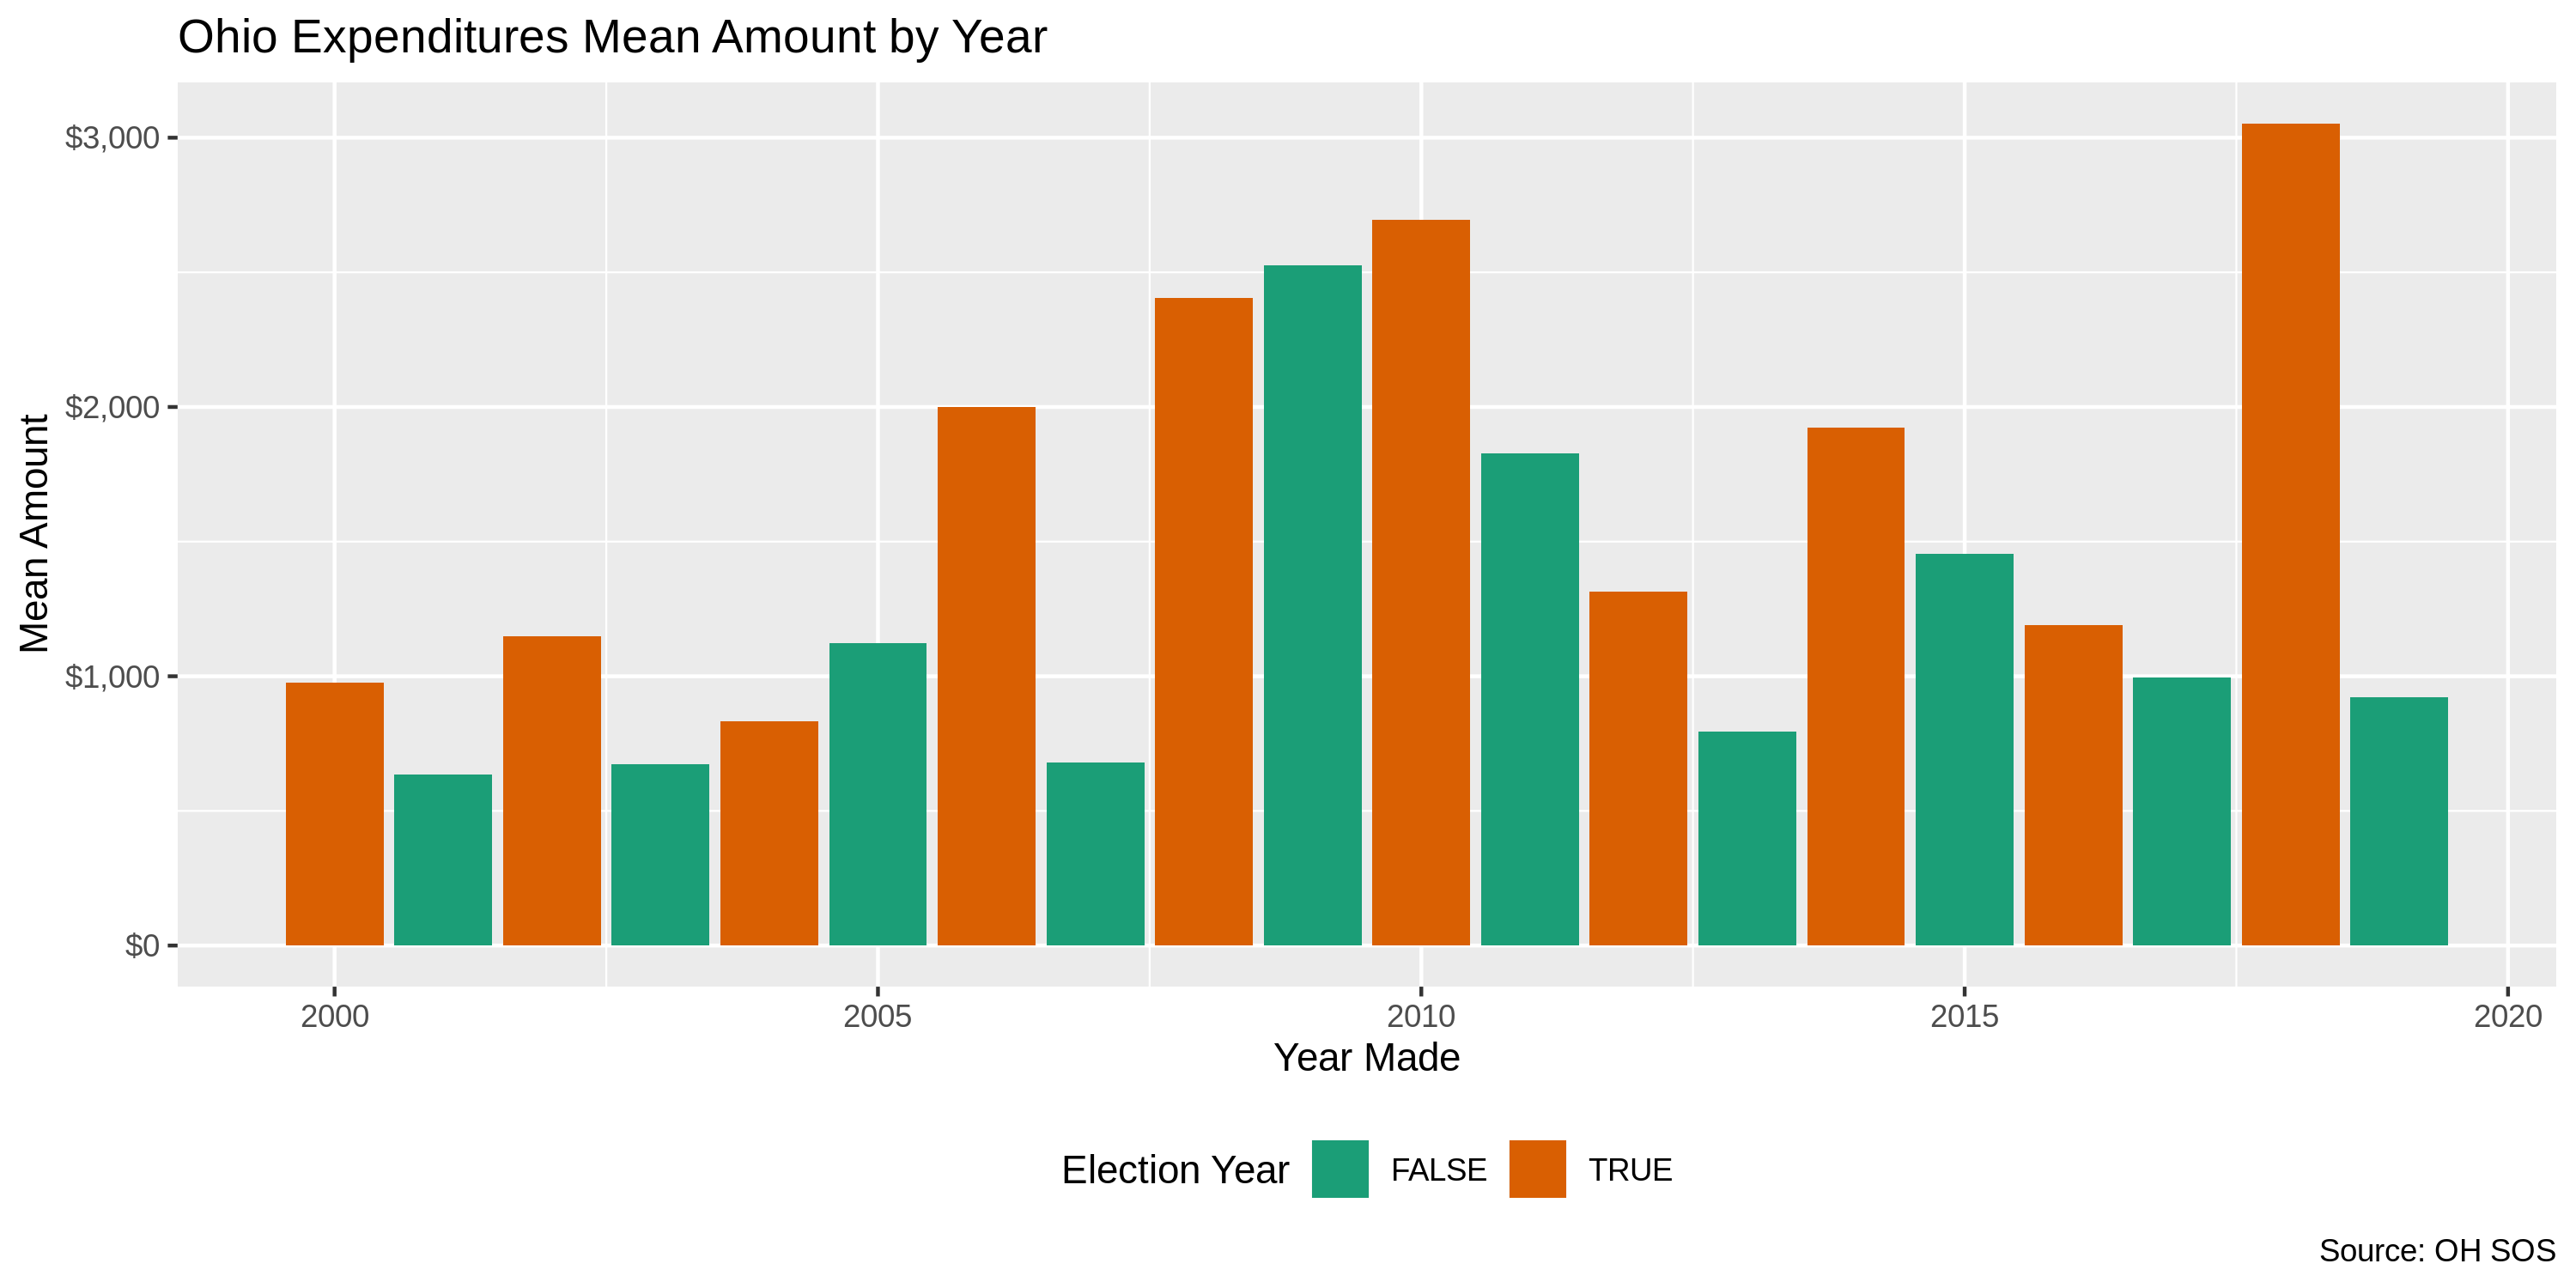 Ohio Expenditures Mean Amount by Year
Mean Amount
$3,000
$2,000
$1,000
$0
2000 2005 2010 2015 2020
Year Made
Election Year FALSE TRUE
Source: OH SOS